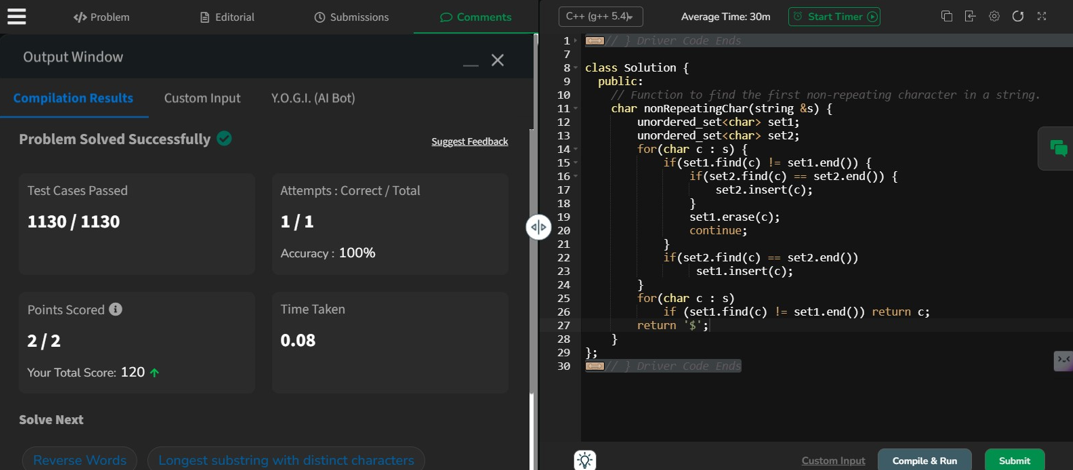 Problem
Editorial
Submissions
Comments
C++ (g++ 5.4)
Average Time: 30m
Start Timer
Output Window
Compilation Results
Custom Input
Y.O.G.I. (AI Bot)
Problem Solved Successfully
Suggest Feedback
Test Cases Passed
1130 / 1130
Attempts : Correct / Total
1 / 1
Accuracy : 100%
Points Scored
2 / 2
Your Total Score: 120
Time Taken
0.08
Solve Next
Reverse Words
Longest substring with distinct characters
1 // } Driver Code Ends
7
8 class Solution {
9 public:
10 // Function to find the first non-repeating character in a string.
11 char nonRepeatingChar(string &s) {
12 unordered_set<char> set1;
13 unordered_set<char> set2;
14 for(char c : s) {
15 if(set1.find(c) != set1.end()) {
16 if(set2.find(c) == set2.end()) {
17 set2.insert(c);
18 }
19 set1.erase(c);
20 continue;
21 }
22 if(set2.find(c) == set2.end())
23 set1.insert(c);
24 }
25 for(char c : s)
26 if (set1.find(c) != set1.end()) return c;
27 return '$';
28 }
29 };
30 // } Driver Code Ends
Custom Input
Compile & Run
Submit